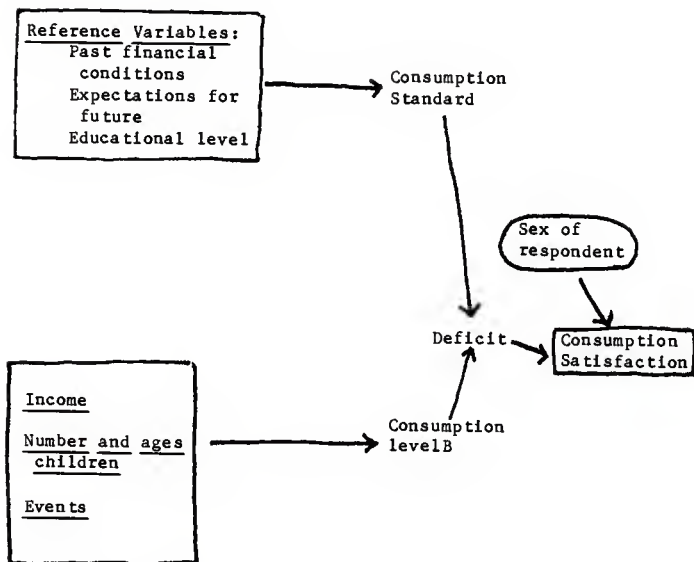 Reference Variables:
Past financial
conditions
Expectations for
future
Educational level
Consumption
Standard
Sex of
respondent
Deficit
Consumption
Satisfaction
Income
Number and ages
children
Events
Consumption
levelB